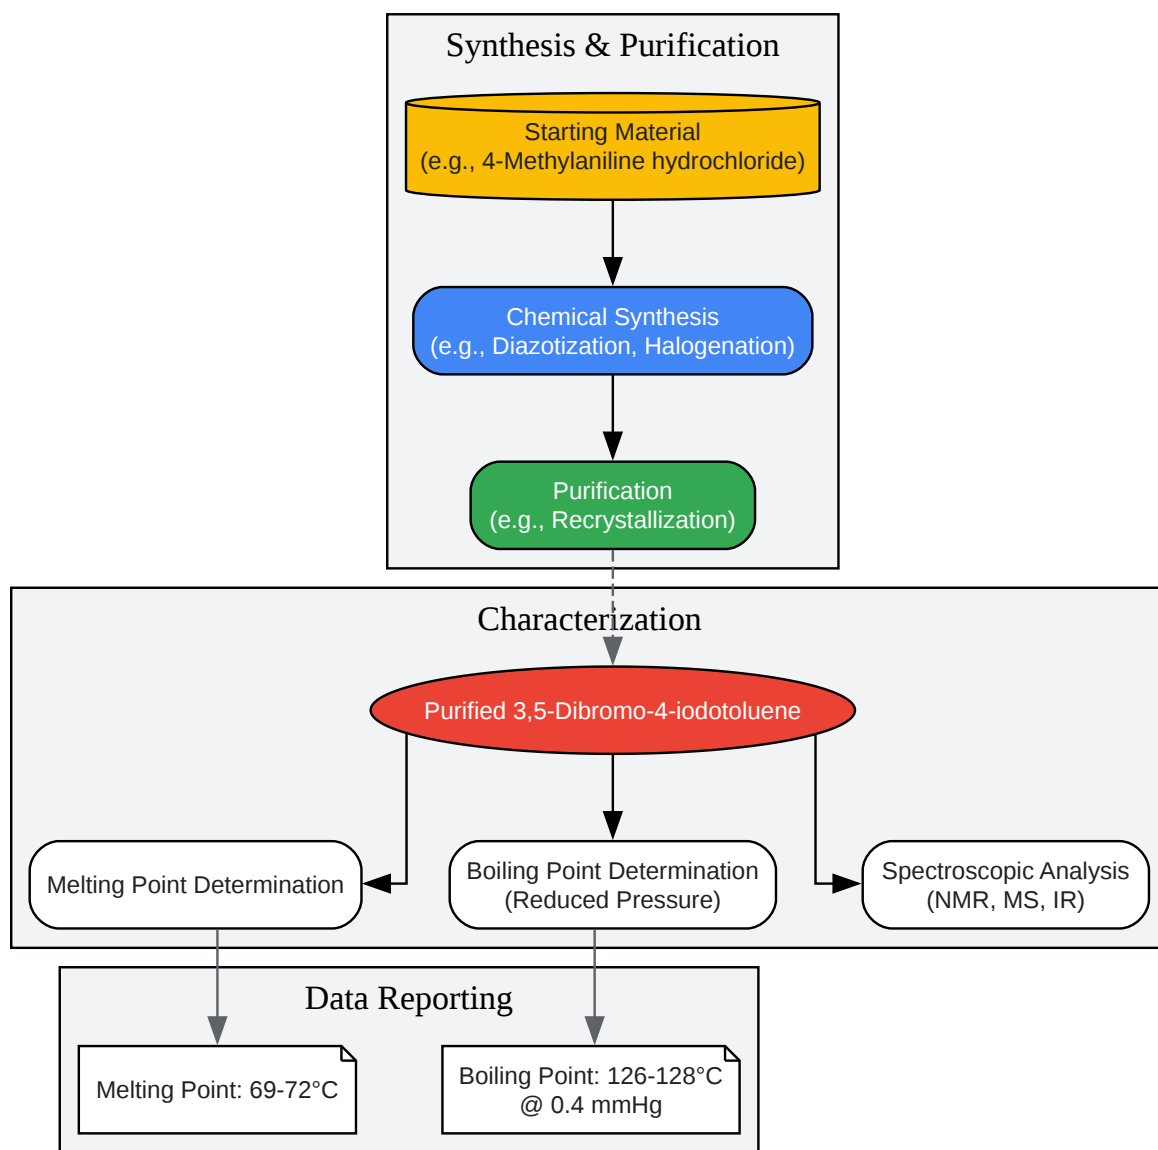 Synthesis & Purification
Starting Material
(e.g., 4-Methylaniline hydrochloride)
Chemical Synthesis
(e.g., Diazotization, Halogenation)
Purification
(e.g., Recrystallization)
Characterization
Purified 3,5-Dibromo-4-iodotoluene
Melting Point Determination
Boiling Point Determination
(Reduced Pressure)
Spectroscopic Analysis
(NMR, MS, IR)
Data Reporting
Melting Point: 69-72°C
Boiling Point: 126-128°C
@ 0.4 mmHg